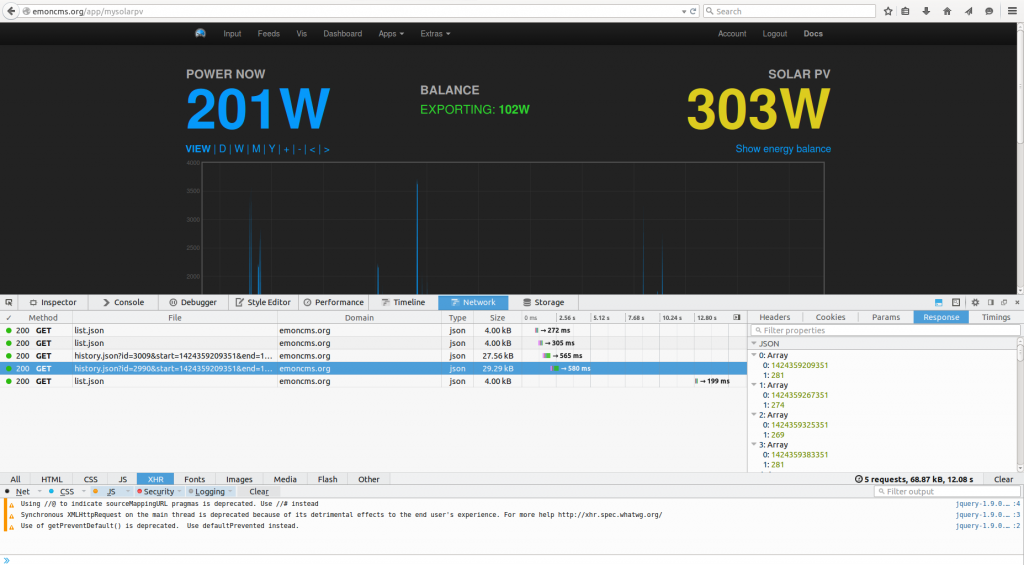 emoncms.org/app/mysolarpv
Search
Input Feeds Vis Dashboard Apps Extras Account Logout Docs
POWER NOW
201W
BALANCE
EXPORTING: 102W
SOLAR PV
303W
VIEW | D | W | M | Y | + | - | < | >
Show energy balance
4000
3500
3000
2500
2000
Inspector Console Debugger Style Editor Performance Timeline Network Storage
✓ Method File Domain Type Size 0 ms 2.56 s 5.12 s 7.68 s 10.24 s 12.80 s
Headers Cookies Params Response Timings
200 GET list.json emoncms.org json 4.00 kB → 272 ms
200 GET list.json emoncms.org json 4.00 kB → 305 ms
200 GET history.json?id=3009&start=1424359209351&end=1... emoncms.org json 27.56 kB → 565 ms
200 GET history.json?id=2990&start=1424359209351&end=1... emoncms.org json 29.29 kB → 580 ms
200 GET list.json emoncms.org json 4.00 kB → 199 ms
Filter properties
JSON
0: Array
0: 1424359209351
1: 281
1: Array
0: 1424359267351
1: 274
2: Array
0: 1424359325351
1: 269
3: Array
0: 1424359383351
1: 281
All HTML CSS JS XHR Fonts Images Media Flash Other
5 requests, 68.87 kB, 12.08 s Clear
Net CSS JS Security Logging Clear
Filter output
Using //@ to indicate sourceMappingURL pragmas is deprecated. Use //# instead jquery-1.9.0.… :4
Synchronous XMLHttpRequest on the main thread is deprecated because of its detrimental effects to the end user's experience. For more help http://xhr.spec.whatwg.org/ jquery-1.9.0.… :3
Use of getPreventDefault() is deprecated. Use defaultPrevented instead. jquery-1.9.0.… :2
»